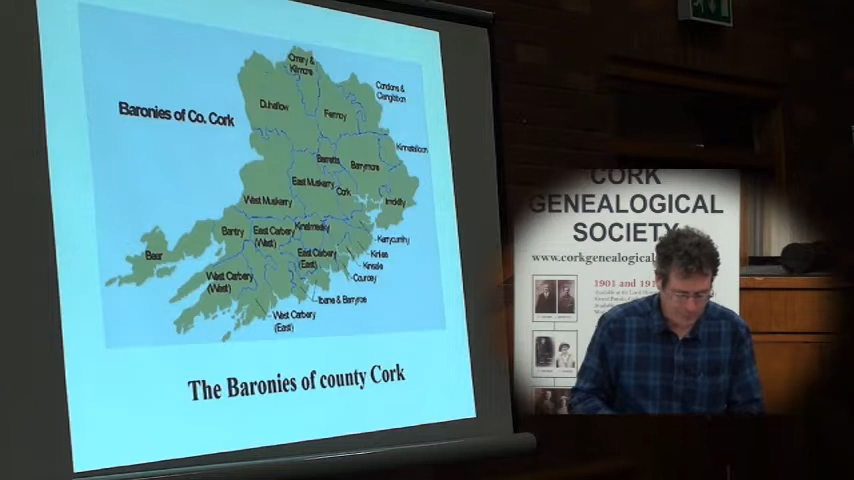 Baronies of Co. Cork
Orrery &
Kilmore
Condons &
Clangibbon
Duhallow
Fermoy
Kinnatalloon
Barretts
Barrymore
East Muskerry
Cork
West Muskerry
Imokilly
Bantry
East Carbery
(West)
Kinalmeaky
Kerrycurrihy
East Carbery
(East)
Kinalea
Kinsale
Courcey
Bear
West Carbery
(West)
Ibane & Barryroe
West Carbery
(East)
The Baronies of county Cork
CORK
GENEALOGICAL
SOCIETY
www.corkgenealogical
1901 and 191